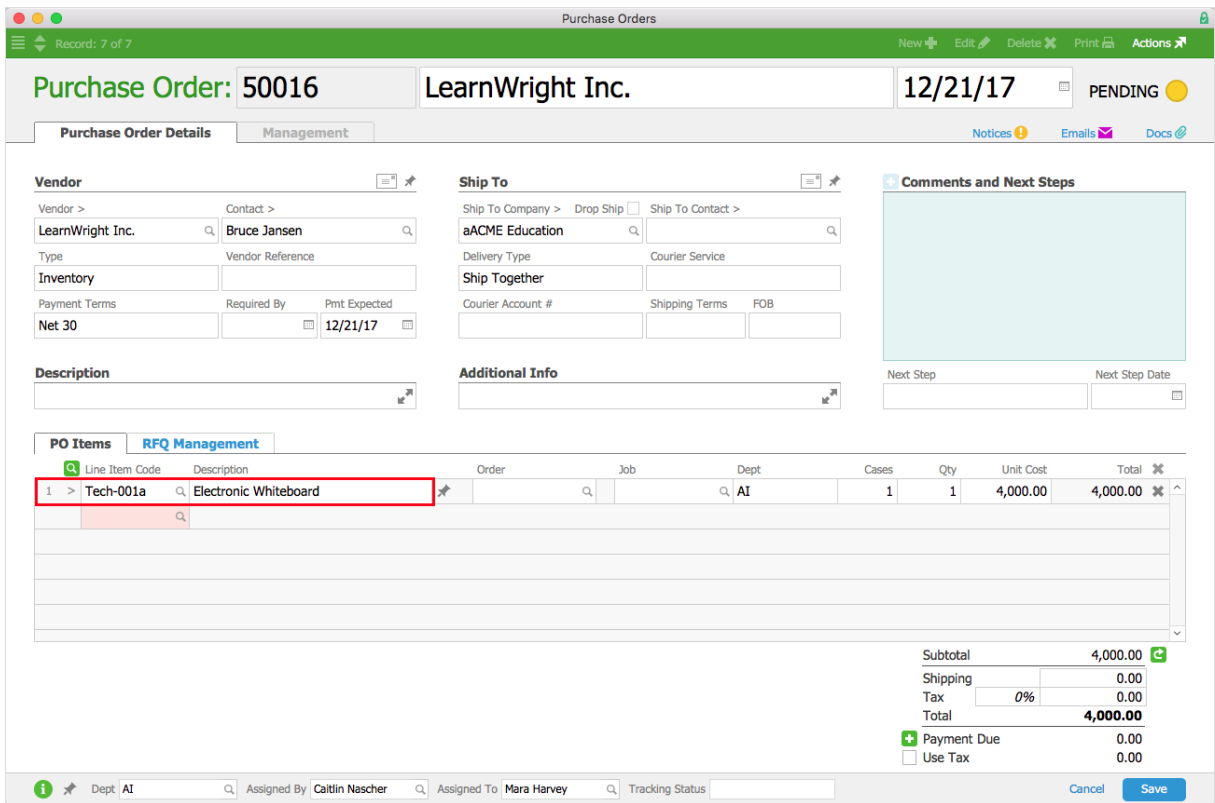 Purchase Orders
Record: 7 of 7 New Edit Delete Print Actions
Purchase Order: 50016 LearnWright Inc. 12/21/17 PENDING
Purchase Order Details Management Notices Emails Docs
Vendor Ship To Comments and Next Steps
Vendor > Contact > Ship To Company > Drop Ship Ship To Contact >
LearnWright Inc. Bruce Jansen aACME Education
Type Vendor Reference Delivery Type Courier Service
Inventory Ship Together
Payment Terms Required By Pmt Expected Courier Account # Shipping Terms FOB
Net 30 12/21/17
Description Additional Info Next Step Next Step Date
PO Items RFQ Management
Line Item Code Description Order Job Dept Cases Qty Unit Cost Total
1 > Tech-001a Electronic Whiteboard AI 1 1 4,000.00 4,000.00
Subtotal 4,000.00
Shipping 0.00
Tax 0% 0.00
Total 4,000.00
Payment Due 0.00
Use Tax 0.00
Dept AI Assigned By Caitlin Nascher Assigned To Mara Harvey Tracking Status Cancel Save